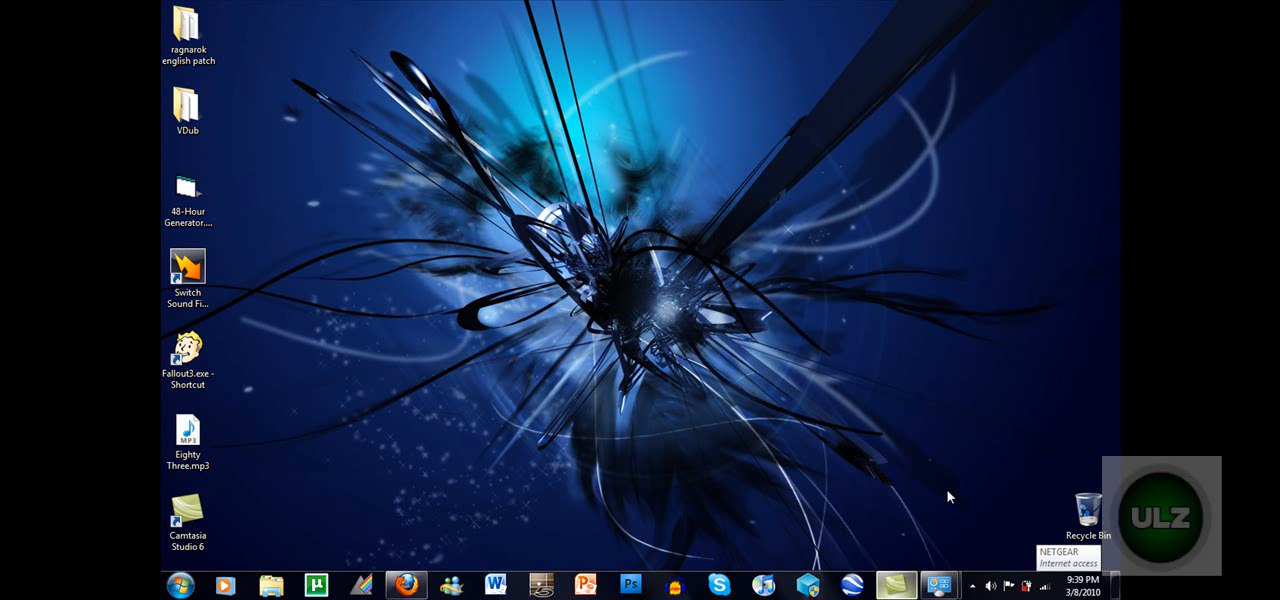 ragnarok
english patch
VDub
48-Hour
Generator....
Switch
Sound Fi...
Fallout3.exe -
Shortcut
MP3
Eighty
Three.mp3
Camtasia
Studio 6
Recycle Bin
ULZ
NETGEAR
Internet access
µ
W
P
Ps
S
9:39 PM
3/8/2010